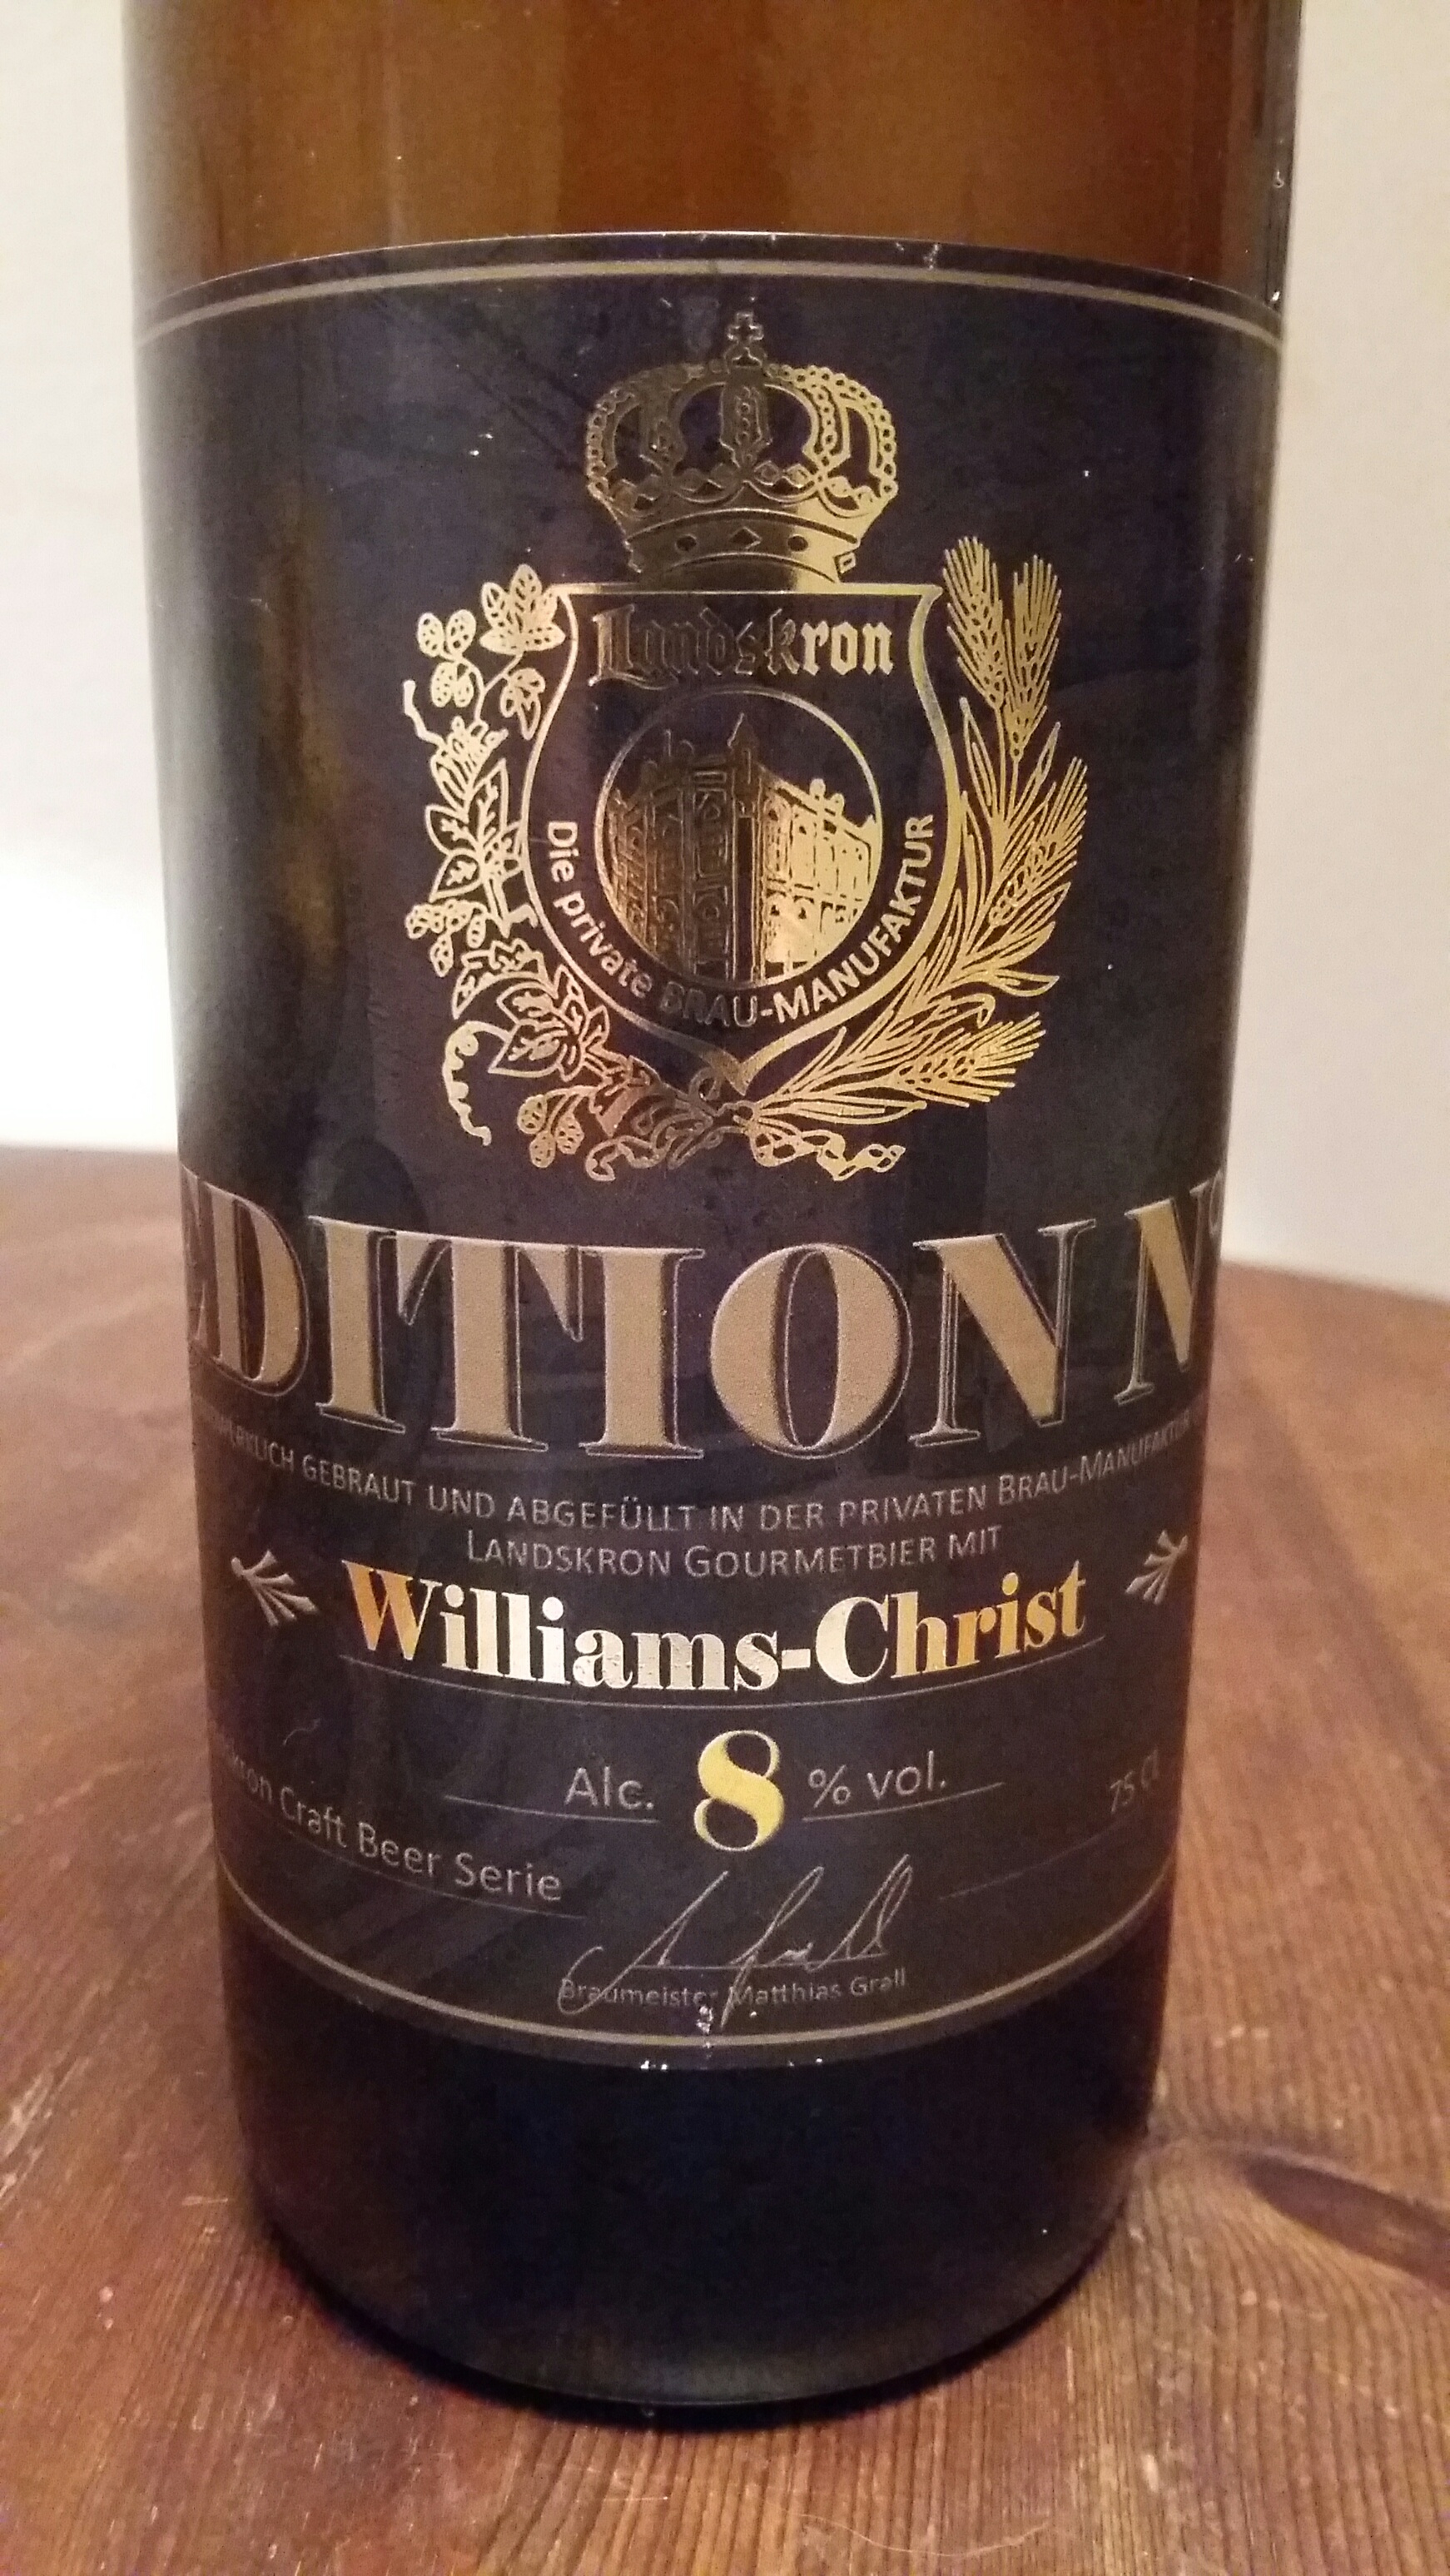 Landskron
Die private BRAU-MANUFAKTUR
EDITION N
GEBRAUT UND ABGEFÜLLT IN DER PRIVATEN BRAU-MANUFAKTUR
LANDSKRON GOURMETBIER MIT
Williams-Christ
Alc. 8 % vol.
75 CL
Craft Beer Serie
Braumeister Matthias Grall